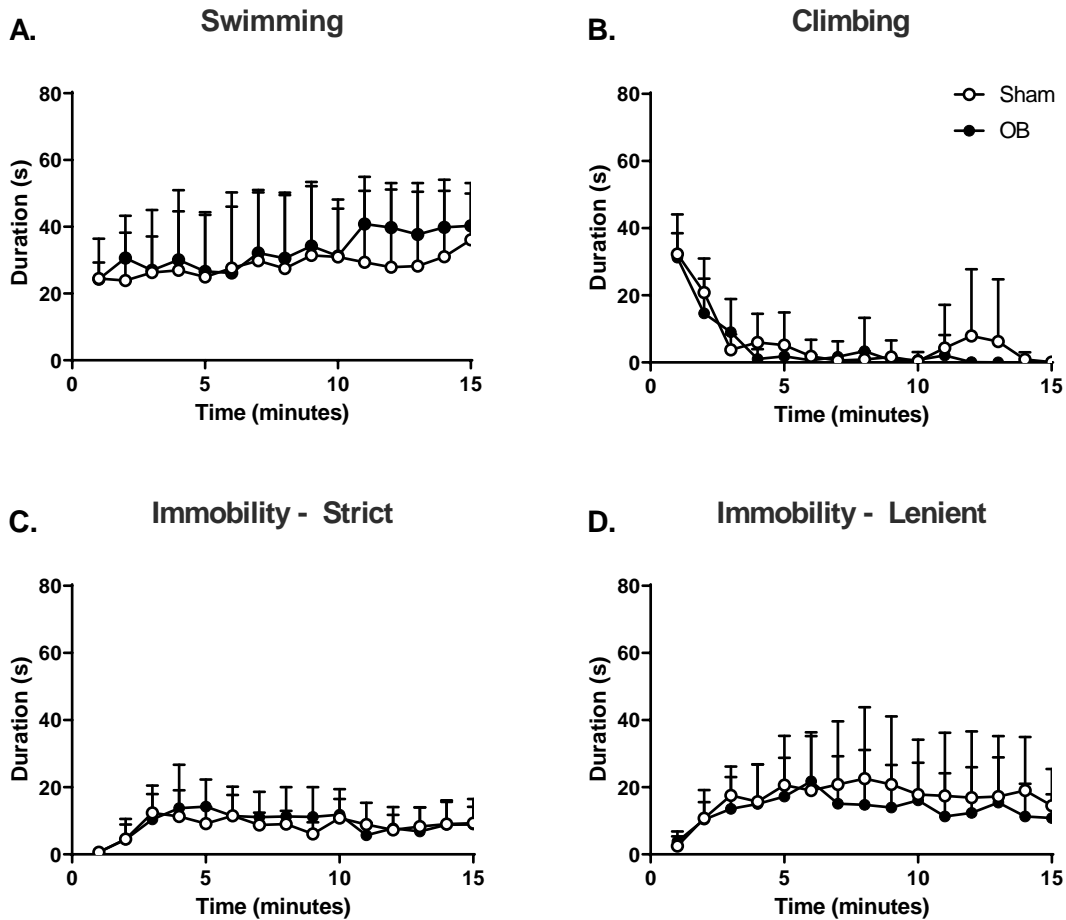 A.
Swimming
80
60
40
20
0
Duration (s)
0 5 10 15
Time (minutes)
B.
Climbing
Sham
OB
80
60
40
20
0
Duration (s)
0 5 10 15
Time (minutes)
C.
Immobility - Strict
80
60
40
20
0
Duration (s)
0 5 10 15
Time (minutes)
D.
Immobility - Lenient
80
60
40
20
0
Duration (s)
0 5 10 15
Time (minutes)